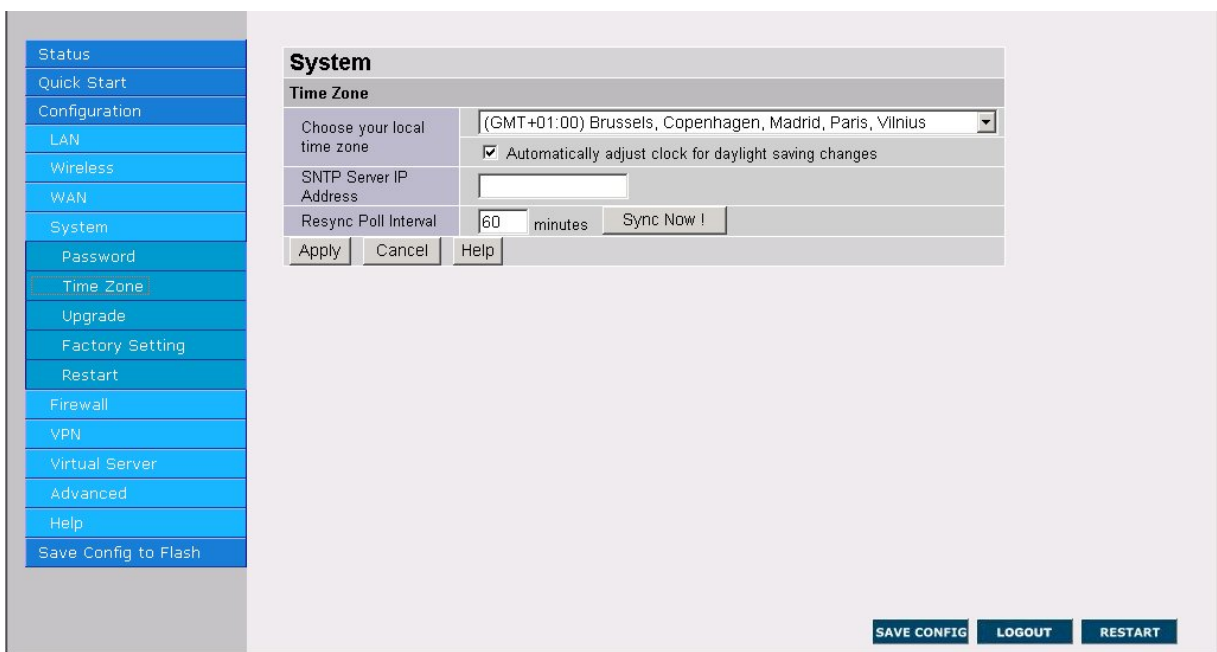 Status
Quick Start
Configuration
LAN
Wireless
WAN
System
Password
Time Zone
Upgrade
Factory Setting
Restart
Firewall
VPN
Virtual Server
Advanced
Help
Save Config to Flash
System
Time Zone
Choose your local
time zone
(GMT+01:00) Brussels, Copenhagen, Madrid, Paris, Vilnius
Automatically adjust clock for daylight saving changes
SNTP Server IP
Address
Resync Poll Interval
60 minutes Sync Now !
Apply Cancel Help
SAVE CONFIG LOGOUT RESTART